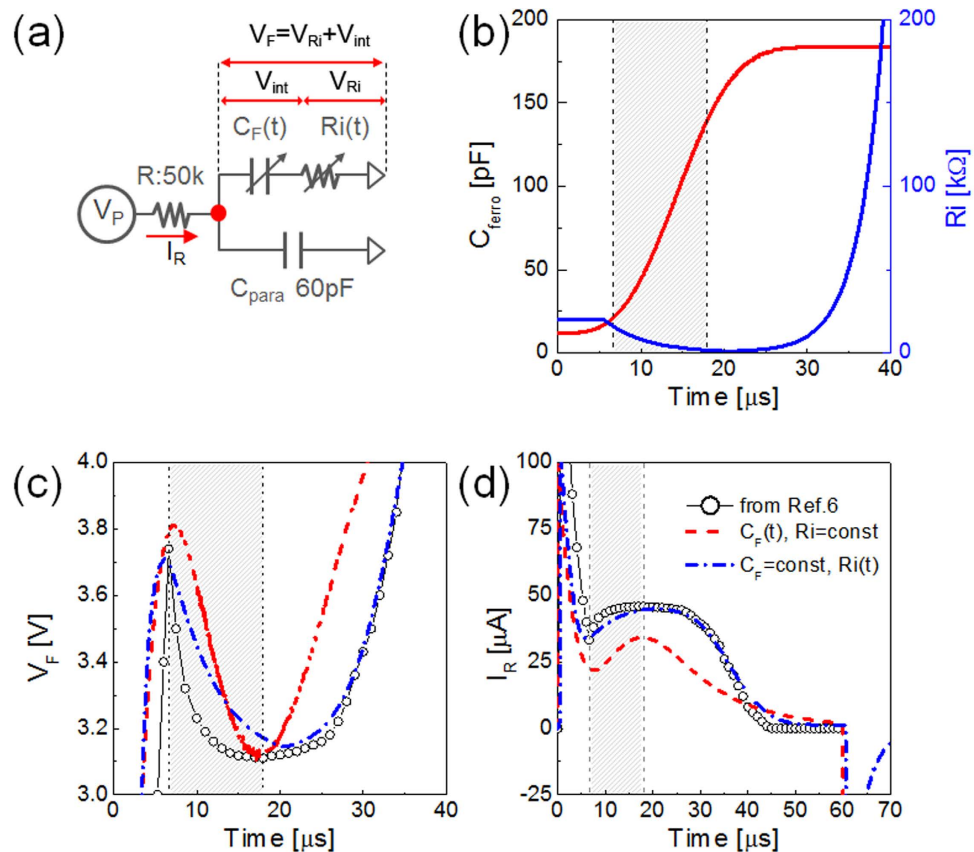 (a)
V_F=V_Ri+V_int
V_int V_Ri
C_F(t) Ri(t)
R:50k
V_P
I_R
C_para 60pF
(b)
200
150
100
50
0
C_ferro [pF]
0 10 20 30 40
Time [μs]
200
100
0
Ri [kΩ]
(c)
4.0
3.8
3.6
3.4
3.2
3.0
V_F [V]
0 10 20 30 40
Time [μs]
(d)
100
75
50
25
0
-25
I_R [μA]
from Ref.6
C_F(t), Ri=const
C_F=const, Ri(t)
0 10 20 30 40 50 60 70
Time [μs]